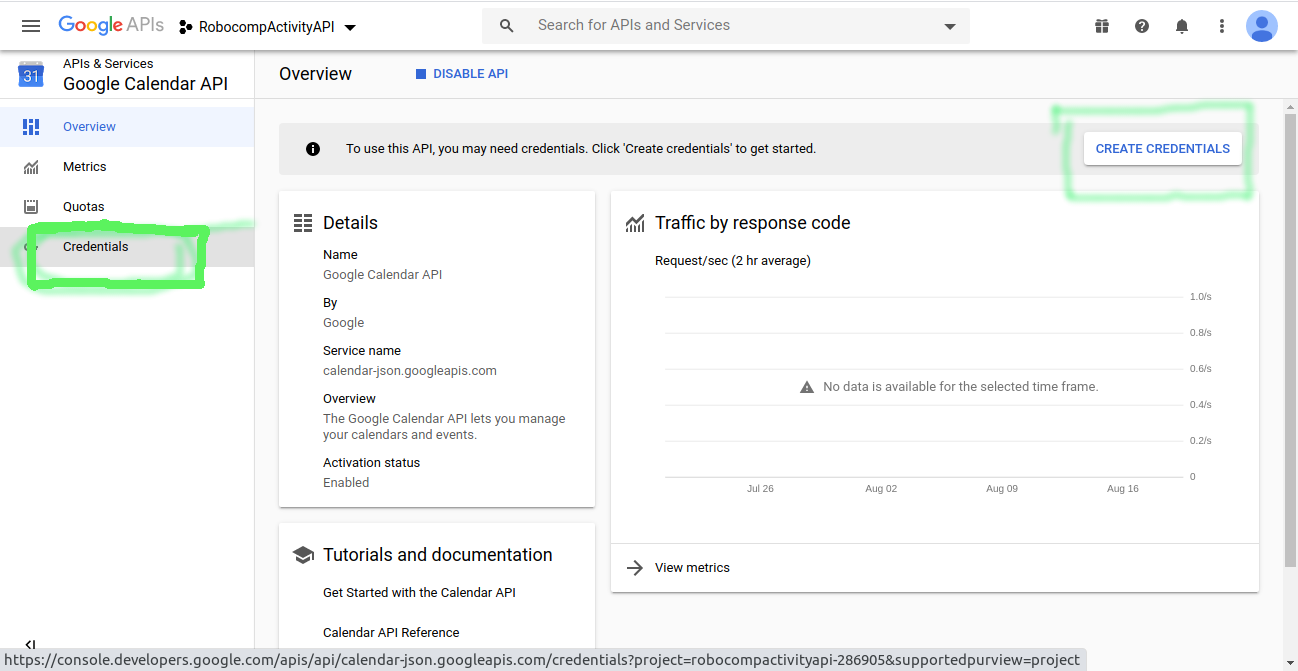 Google APIs
RobocompActivityAPI
Search for APIs and Services
31
APIs & Services
Google Calendar API
Overview
DISABLE API
Overview
Metrics
Quotas
Credentials
To use this API, you may need credentials. Click 'Create credentials' to get started.
CREATE CREDENTIALS
Details
Name
Google Calendar API
By
Google
Service name
calendar-json.googleapis.com
Overview
The Google Calendar API lets you manage
your calendars and events.
Activation status
Enabled
Traffic by response code
Request/sec (2 hr average)
1.0/s
0.8/s
0.6/s
No data is available for the selected time frame.
0.4/s
0.2/s
0
Jul 26 Aug 02 Aug 09 Aug 16
View metrics
Tutorials and documentation
Get Started with the Calendar API
Calendar API Reference
https://console.developers.google.com/apis/api/calendar-json.googleapis.com/credentials?project=robocompactivityapi-286905&supportedpurview=project